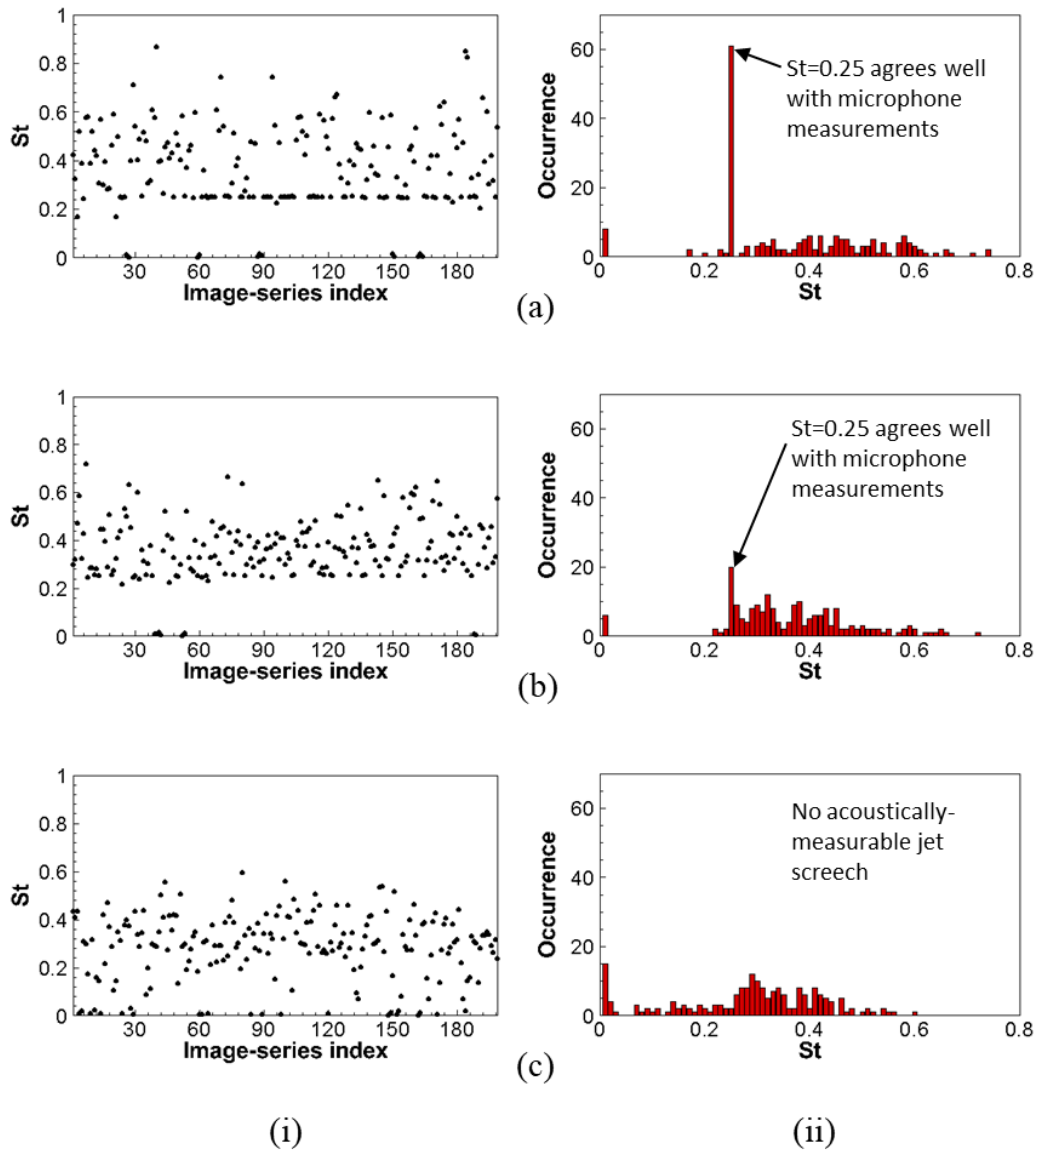 1
0.8
0.6
0.4
0.2
0
St
30 60 90 120 150 180
Image-series index
60
40
20
0
Occurrence
St=0.25 agrees well
with microphone
measurements
0 0.2 0.4 0.6 0.8
St
(a)
1
0.8
0.6
0.4
0.2
0
St
30 60 90 120 150 180
Image-series index
60
40
20
0
Occurrence
St=0.25 agrees well
with microphone
measurements
0 0.2 0.4 0.6 0.8
St
(b)
1
0.8
0.6
0.4
0.2
0
St
30 60 90 120 150 180
Image-series index
60
40
20
0
Occurrence
No acoustically-
measurable jet
screech
0 0.2 0.4 0.6 0.8
St
(c)
(i)
(ii)